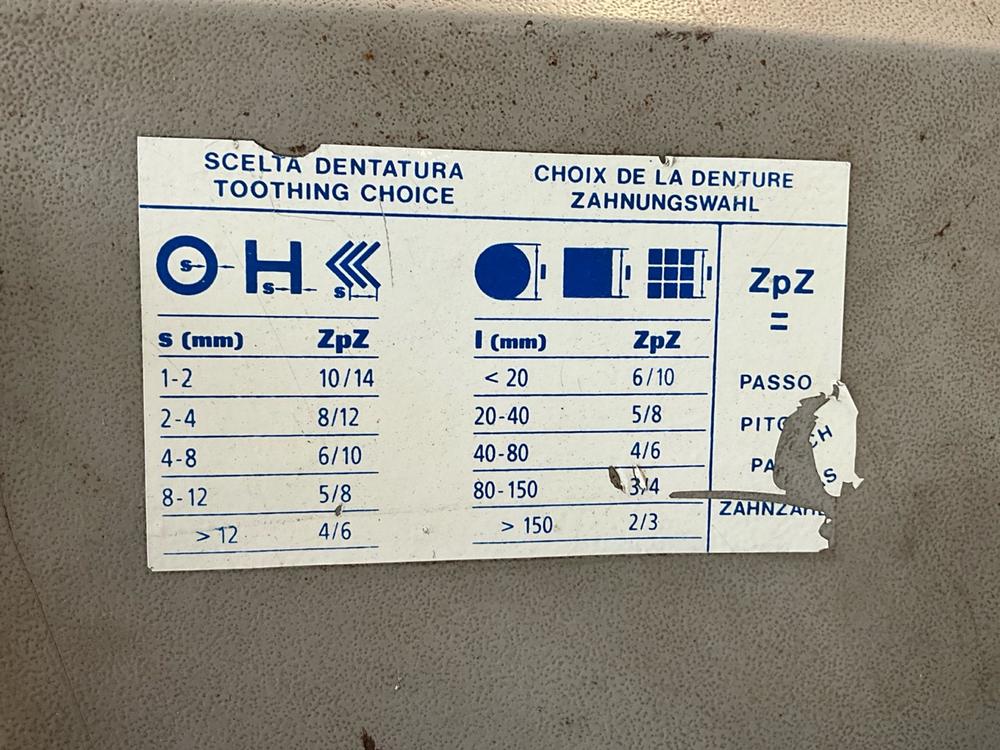 SCELTA DENTATURA
TOOTHING CHOICE
CHOIX DE LA DENTURE
ZAHNUNGSWAHL
s s s
s (mm) ZpZ
1-2 10/14
2-4 8/12
4-8 6/10
8-12 5/8
> 12 4/6
l l l
l (mm) ZpZ
< 20 6/10
20-40 5/8
40-80 4/6
80-150 3/4
> 150 2/3
ZpZ
=
PASSO
PITCH